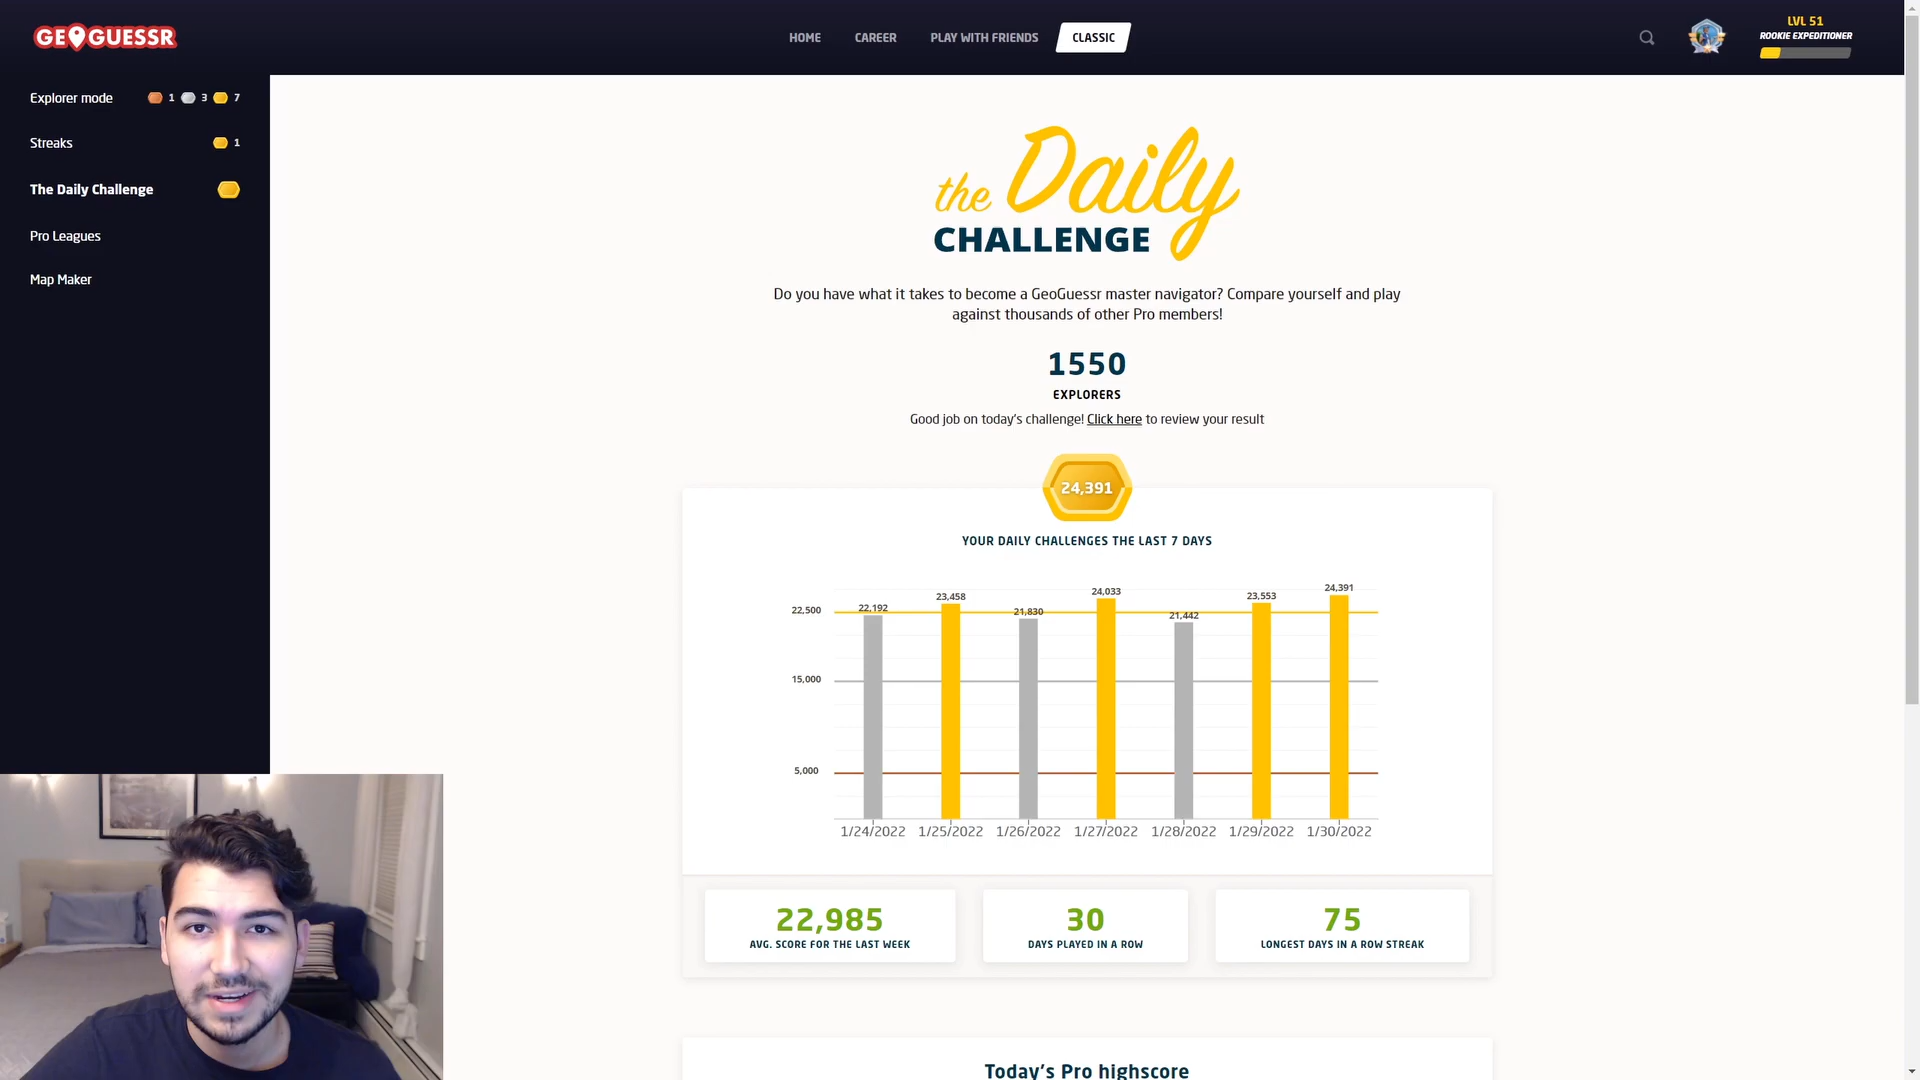 GEOGUESSR
HOME CAREER PLAY WITH FRIENDS CLASSIC
LVL 51
ROOKIE EXPEDITIONER
Explorer mode 1 3 7
Streaks 1
The Daily Challenge
Pro Leagues
Map Maker
the Daily
CHALLENGE
Do you have what it takes to become a GeoGuessr master navigator? Compare yourself and play
against thousands of other Pro members!
1550
EXPLORERS
Good job on today's challenge! Click here to review your result
24,391
YOUR DAILY CHALLENGES THE LAST 7 DAYS
22,500
15,000
5,000
22,192 23,458 21,830 24,033 21,442 23,553 24,391
1/24/2022 1/25/2022 1/26/2022 1/27/2022 1/28/2022 1/29/2022 1/30/2022
22,985
AVG. SCORE FOR THE LAST WEEK
30
DAYS PLAYED IN A ROW
75
LONGEST DAYS IN A ROW STREAK
Today's Pro highscore